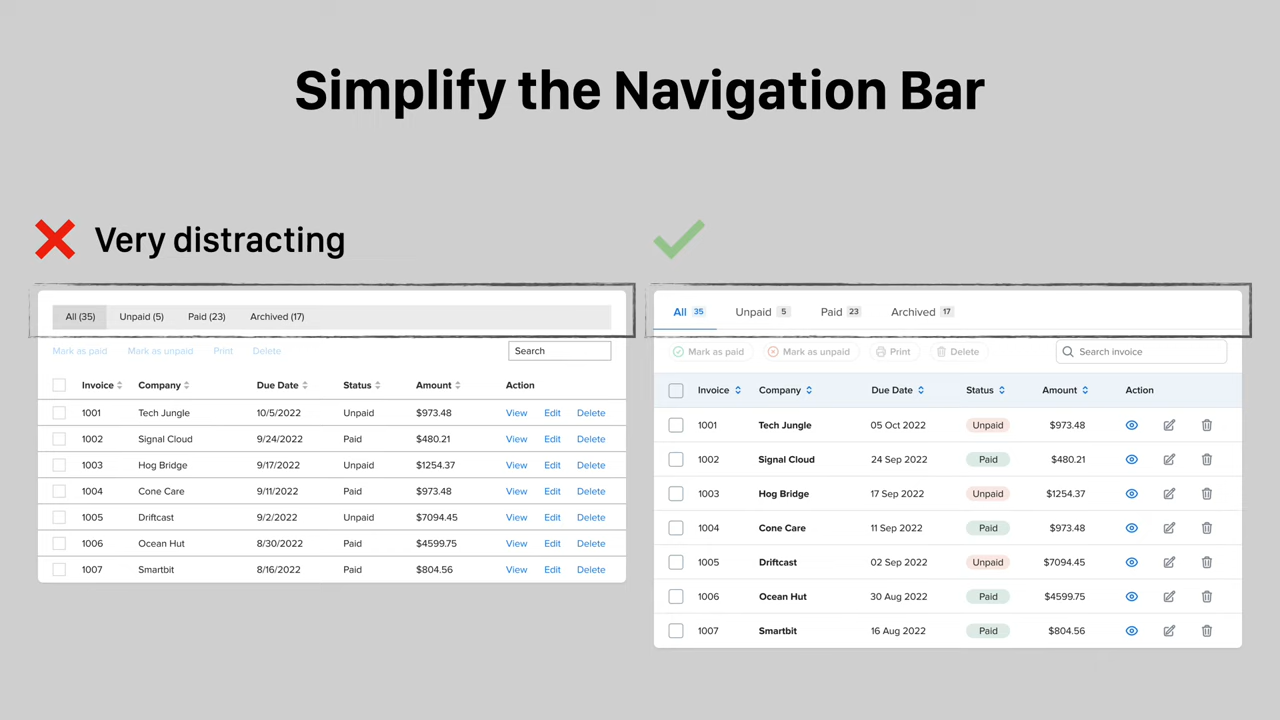 Simplify the Navigation Bar
Very distracting
All (35) Unpaid (5) Paid (23) Archived (17)
Mark as paid Mark as unpaid Print Delete Search
Invoice Company Due Date Status Amount Action
1001 Tech Jungle 10/5/2022 Unpaid $973.48 View Edit Delete
1002 Signal Cloud 9/24/2022 Paid $480.21 View Edit Delete
1003 Hog Bridge 9/17/2022 Unpaid $1254.37 View Edit Delete
1004 Cone Care 9/11/2022 Paid $973.48 View Edit Delete
1005 Driftcast 9/2/2022 Unpaid $7094.45 View Edit Delete
1006 Ocean Hut 8/30/2022 Paid $4599.75 View Edit Delete
1007 Smartbit 8/16/2022 Paid $804.56 View Edit Delete
All 35 Unpaid 5 Paid 23 Archived 17
Mark as paid Mark as unpaid Print Delete Search invoice
Invoice Company Due Date Status Amount Action
1001 Tech Jungle 05 Oct 2022 Unpaid $973.48
1002 Signal Cloud 24 Sep 2022 Paid $480.21
1003 Hog Bridge 17 Sep 2022 Unpaid $1254.37
1004 Cone Care 11 Sep 2022 Paid $973.48
1005 Driftcast 02 Sep 2022 Unpaid $7094.45
1006 Ocean Hut 30 Aug 2022 Paid $4599.75
1007 Smartbit 16 Aug 2022 Paid $804.56